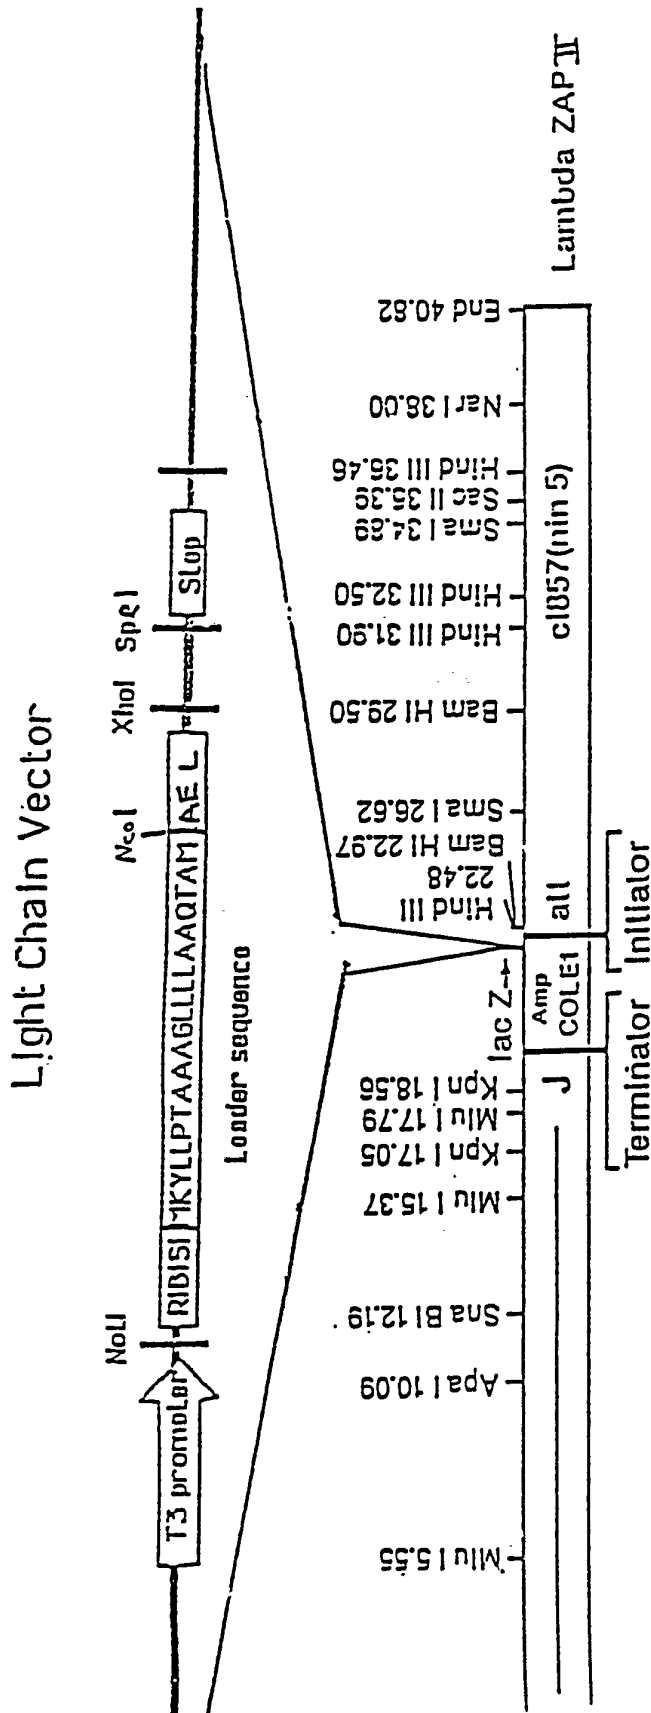 Light Chain Vector
NotI NcoI XhoI SpeI
T3 promoter RIBISI MKYLLPTAAAGLLLLAAQTAM AE L Stop
Leader sequence
Mlu I 5.55
Apa I 10.09
Sna BI 12.19
Mlu I 15.37
Kpn I 17.05
Mlu I 17.79
Kpn I 18.56
lac Z→
Hind III
22.48
Bam HI 22.97
Sma I 26.62
Bam HI 29.50
Hind III 31.90
Hind III 32.50
Sma I 34.89
Sac II 35.39
Hind III 36.46
Nar I 38.00
End 40.82
J
Amp
COLE1
att
cI857(nin 5)
Lambda ZAP II
Terminator Initiator